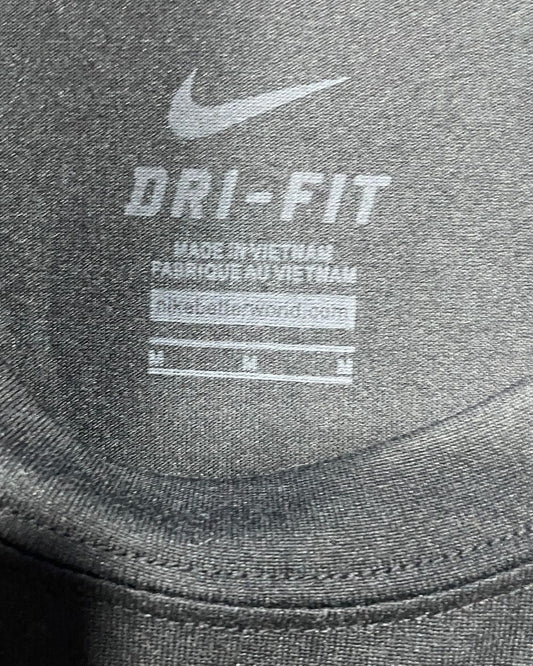 DRI-FIT
MADE IN VIETNAM
FABRIQUE AU VIETNAM
nikebetterworld.com
M M M